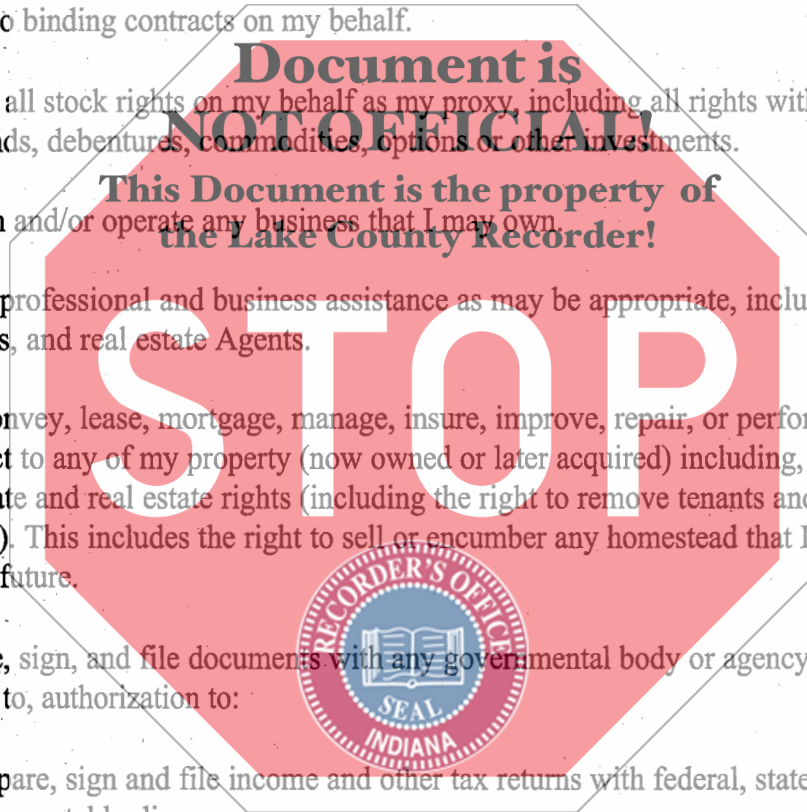 o binding contracts on my behalf.
Document is
all stock rights on my behalf as my proxy, including all rights with
NOT OFFICIAL!
ds, debentures, commodities, options or other investments.
This Document is the property of
n and/or operate any business that I may own.
the Lake County Recorder!
professional and business assistance as may be appropriate, inclu
s, and real estate Agents.
STOP
nvey, lease, mortgage, manage, insure, improve, repair, or perfor
ct to any of my property (now owned or later acquired) including,
te and real estate rights (including the right to remove tenants and
). This includes the right to sell or encumber any homestead that I
future.
RECORDER'S OFFICE
SEAL
INDIANA
e, sign, and file documents with any governmental body or agency
to, authorization to:
pare, sign and file income and other tax returns with federal, state